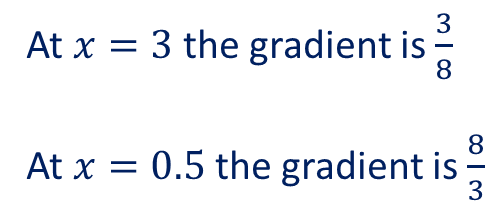 At x = 3 the gradient is 3/8
At x = 0.5 the gradient is 8/3